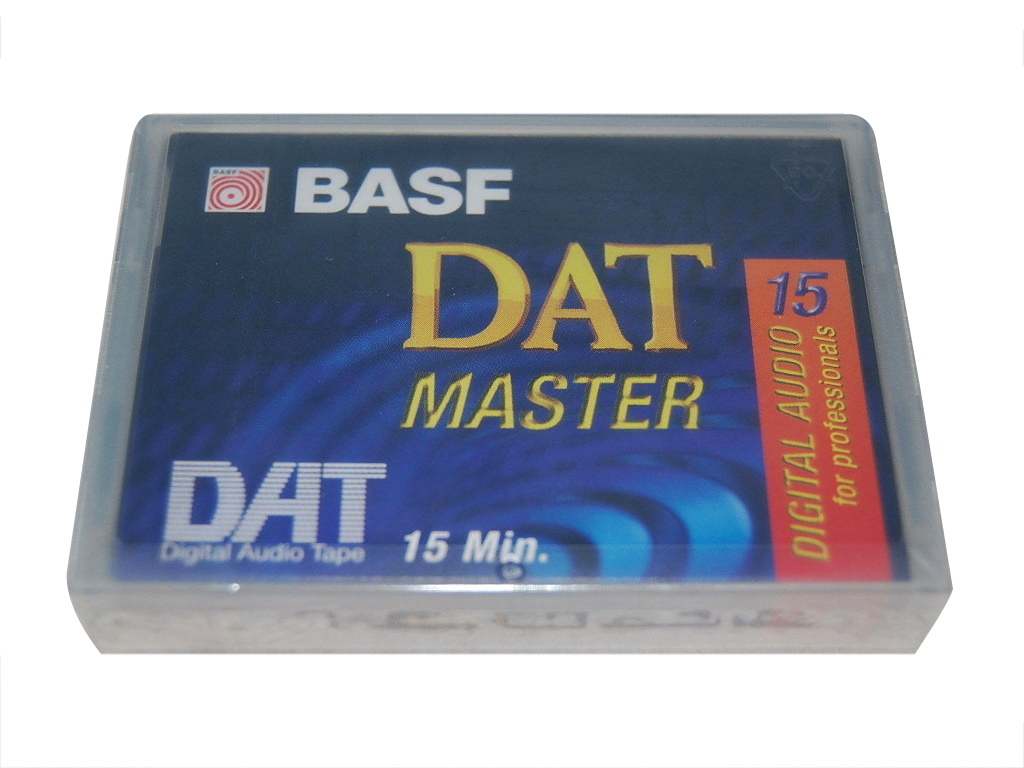 BASF
BASF
DAT
MASTER
15
DIGITAL AUDIO
for professionals
DAT
Digital Audio Tape
15 Min.